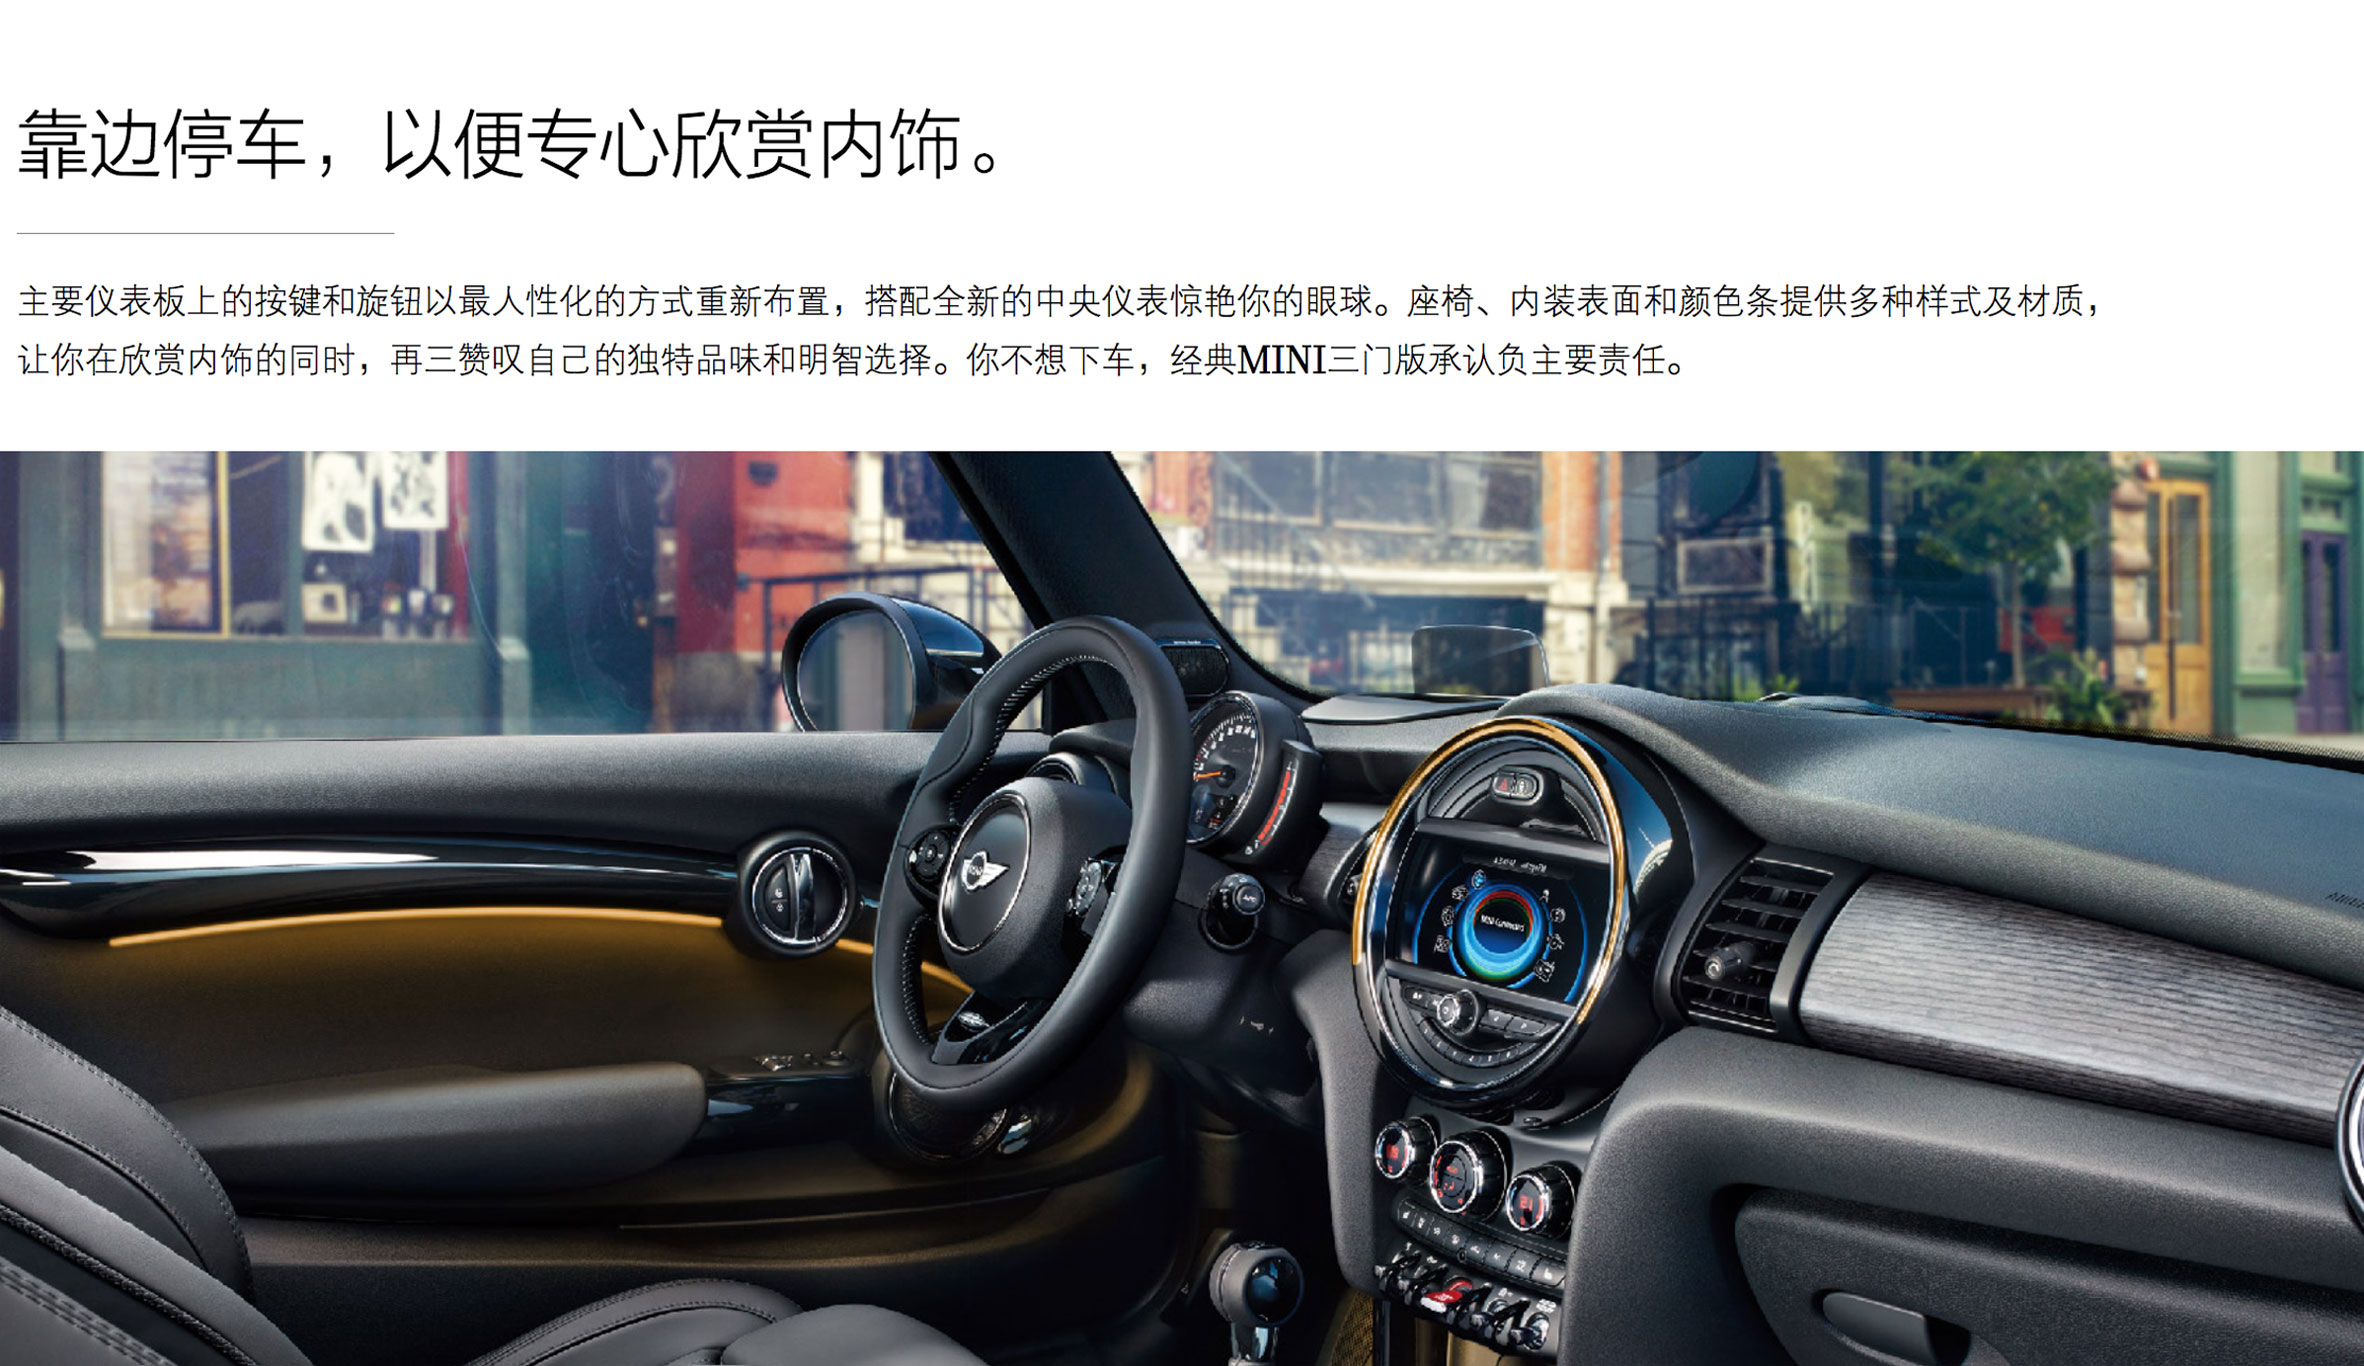 靠边停车，以便专心欣赏内饰。
主要仪表板上的按键和旋钮以最人性化的方式重新布置，搭配全新的中央仪表惊艳你的眼球。座椅、内装表面和颜色条提供多种样式及材质，
让你在欣赏内饰的同时，再三赞叹自己的独特品味和明智选择。你不想下车，经典MINI三门版承认负主要责任。